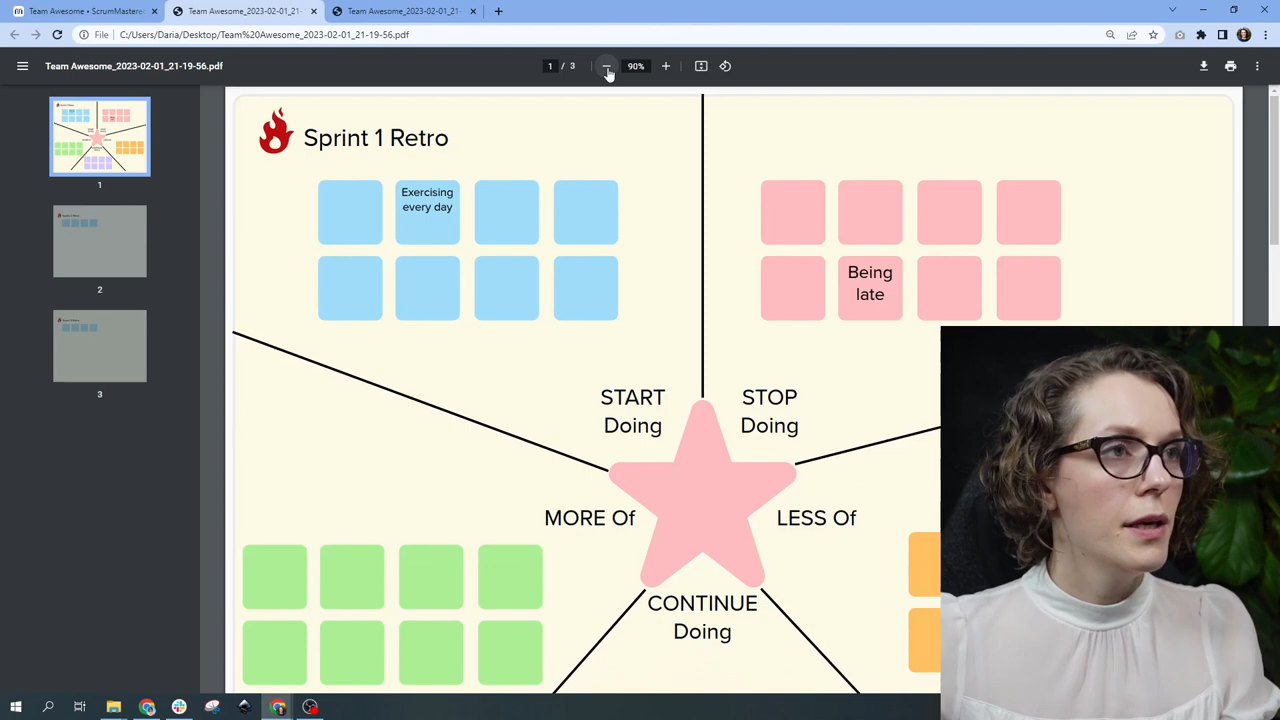 Team Awesome • ScrumMastere
Team Awesome_2023-02-01_21-
Team Awesome_2023-02-01_21-
File
C:/Users/Daria/Desktop/Team%20Awesome_2023-02-01_21-19-56.pdf
Team Awesome_2023-02-01_21-19-56.pdf
1 / 3
90%
Sprint 1 Retro
Exercising
every day
Being
late
START
Doing
STOP
Doing
MORE Of
LESS Of
CONTINUE
Doing
1
2
3